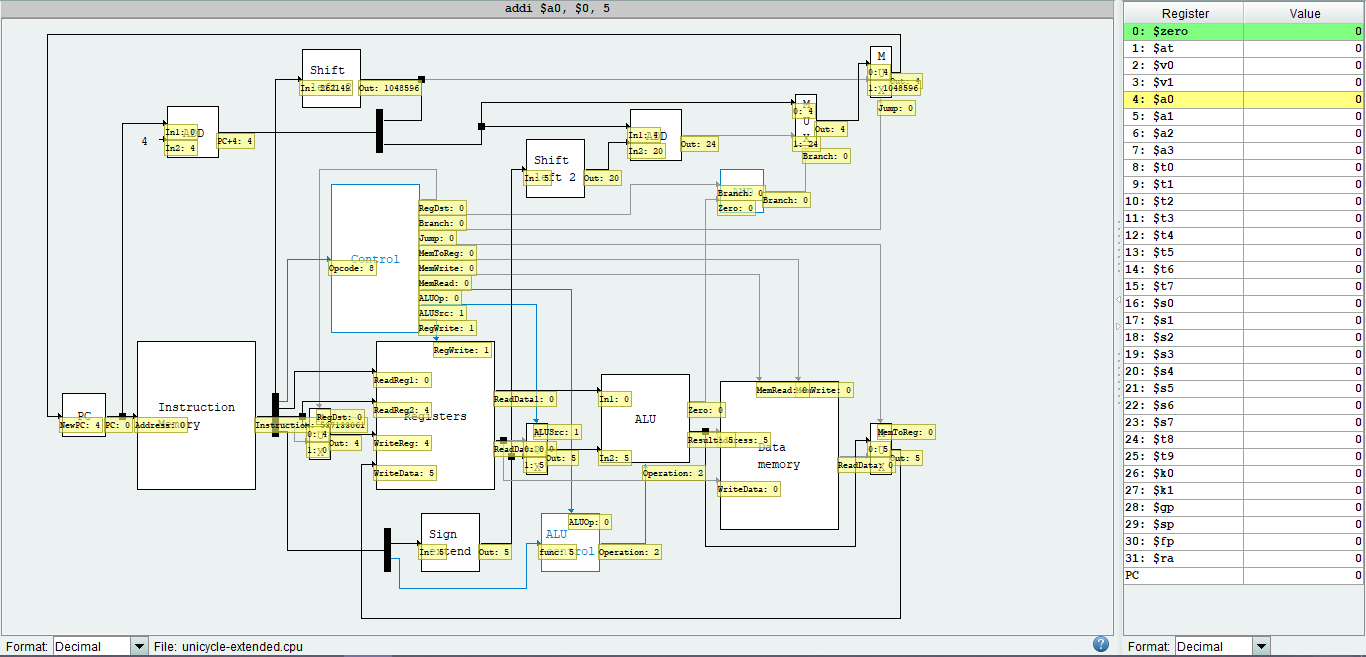 addi $a0, $0, 5
Register Value
0: $zero 0
1: $at 0
2: $v0 0
3: $v1 0
4: $a0 0
5: $a1 0
6: $a2 0
7: $a3 0
8: $t0 0
9: $t1 0
10: $t2 0
11: $t3 0
12: $t4 0
13: $t5 0
14: $t6 0
15: $t7 0
16: $s0 0
17: $s1 0
18: $s2 0
19: $s3 0
20: $s4 0
21: $s5 0
22: $s6 0
23: $s7 0
24: $t8 0
25: $t9 0
26: $k0 0
27: $k1 0
28: $gp 0
29: $sp 0
30: $fp 0
31: $ra 0
PC 0
Shift
In: 262149
Out: 1048596
M
0: 4
Out: 4
1: 1048596
Jump: 0
4
In1: 0
In2: 4
PC+4: 4
M
0: 4
U
Out: 4
1: 24
Branch: 0
In1: 4
In2: 20
Out: 24
Shift
left 2
In: 5
Out: 20
Branch: 0
Zero: 0
Branch: 0
Control
Opcode: 8
RegDst: 0
Branch: 0
Jump: 0
MemToReg: 0
MemWrite: 0
MemRead: 0
ALUOp: 0
ALUSrc: 1
RegWrite: 1
RegWrite: 1
PC
NewPC: 4
PC: 0
Instruction
memory
Address: 0
Instruction:
RegDst: 0
0: 4
1: 0
Out: 4
Registers
ReadReg1: 0
ReadReg2: 4
WriteReg: 4
WriteData: 5
ReadData1: 0
ALUSrc: 1
0: 0
1: 5
Out: 5
ALU
In1: 0
In2: 5
Zero: 0
Result: 5
Operation: 2
Data
memory
MemRead: 0
MemWrite: 0
Address: 5
WriteData: 0
ReadData: 0
MemToReg: 0
0: 5
Out: 5
Sign
extend
In: 5
Out: 5
ALU
control
ALUOp: 0
func: 5
Operation: 2
Format: Decimal File: unicycle-extended.cpu ?
Format: Decimal